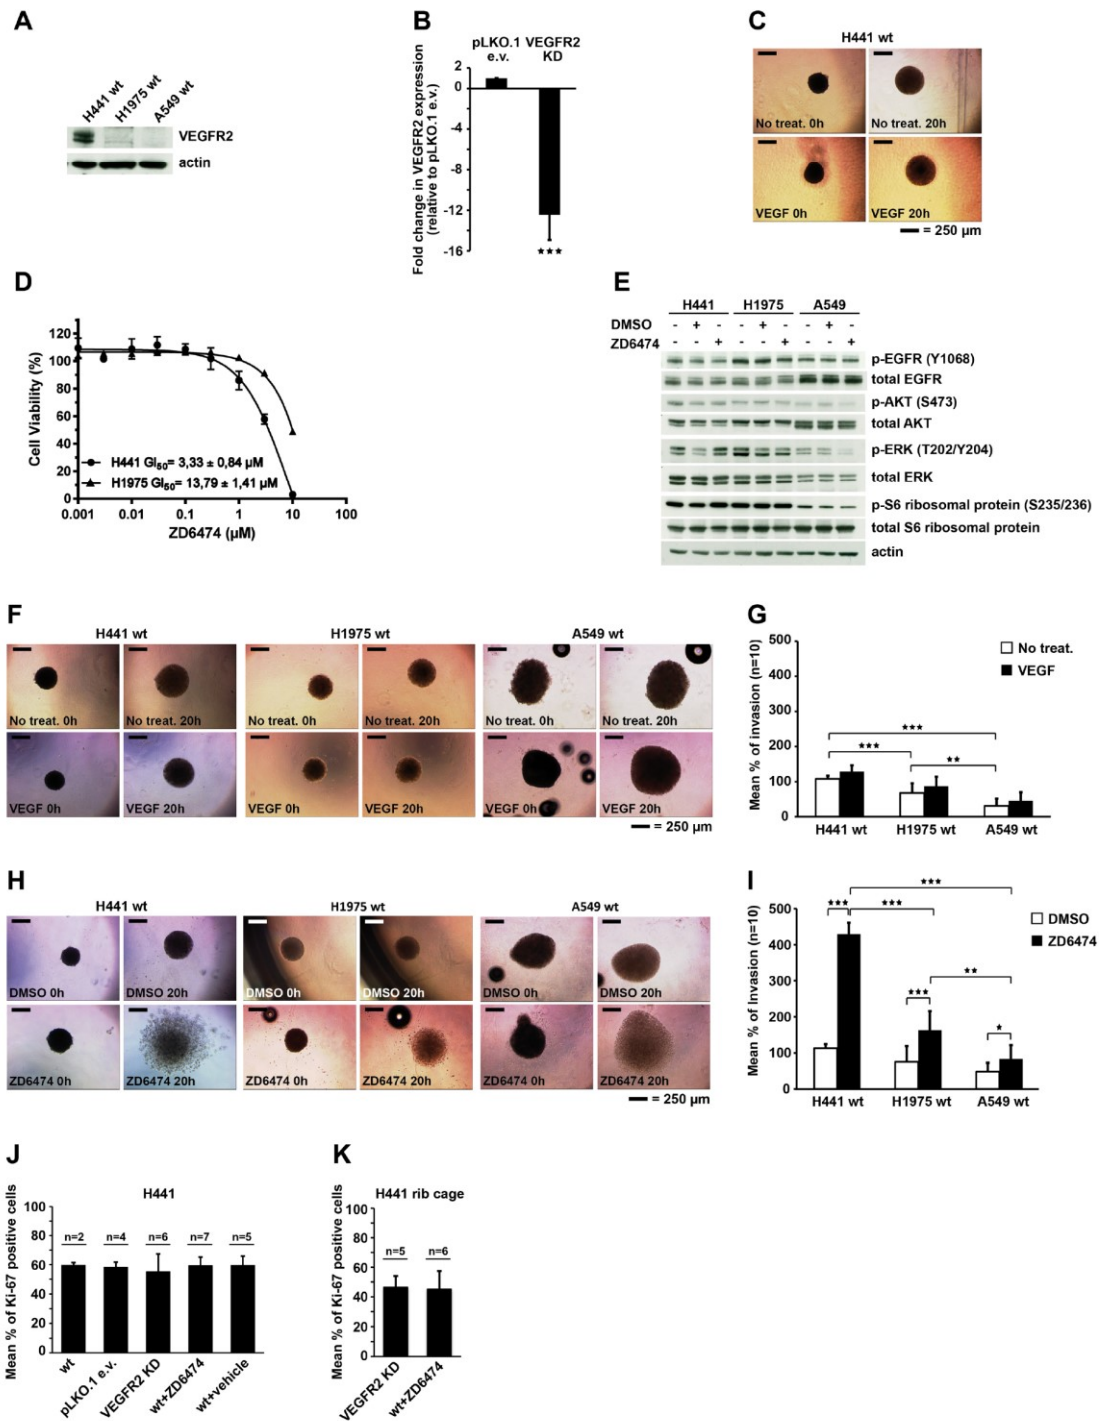 A
H441 wt
H1975 wt
A549 wt
VEGFR2
actin
B
pLKO.1 VEGFR2
e.v. KD
Fold change in VEGFR2 expression
(relative to pLKO.1 e.v.)
2
0
-4
-8
-12
-16
★★★
C
H441 wt
No treat. 0h
No treat. 20h
VEGF 0h
VEGF 20h
= 250 µm
D
Cell Viability (%)
120
100
80
60
40
20
0
H441 GI50= 3,33 ± 0,84 µM
H1975 GI50= 13,79 ± 1,41 µM
0.001 0.01 0.1 1 10 100
ZD6474 (µM)
E
H441 H1975 A549
DMSO - + - - + - - + -
ZD6474 - - + - - + - - +
p-EGFR (Y1068)
total EGFR
p-AKT (S473)
total AKT
p-ERK (T202/Y204)
total ERK
p-S6 ribosomal protein (S235/236)
total S6 ribosomal protein
actin
F
H441 wt H1975 wt A549 wt
No treat. 0h No treat. 20h No treat. 0h No treat. 20h No treat. 0h No treat. 20h
VEGF 0h VEGF 20h VEGF 0h VEGF 20h VEGF 0h VEGF 20h
= 250 µm
G
Mean % of invasion (n=10)
500
400
300
200
100
0
No treat.
VEGF
★★★
★★★
★★
H441 wt H1975 wt A549 wt
H
H441 wt H1975 wt A549 wt
DMSO 0h DMSO 20h DMSO 0h DMSO 20h DMSO 0h DMSO 20h
ZD6474 0h ZD6474 20h ZD6474 0h ZD6474 20h ZD6474 0h ZD6474 20h
= 250 µm
I
Mean % of Invasion (n=10)
500
400
300
200
100
0
DMSO
ZD6474
★★★
★★★ ★★★
★★
★★★
★
H441 wt H1975 wt A549 wt
J
H441
Mean % of Ki-67 positive cells
100
80
60
40
20
0
n=2 n=4 n=6 n=7 n=5
wt
pLKO.1 e.v.
VEGFR2 KD
wt+ZD6474
wt+vehicle
K
H441 rib cage
Mean % of Ki-67 positive cells
100
80
60
40
20
0
n=5 n=6
VEGFR2 KD
wt+ZD6474